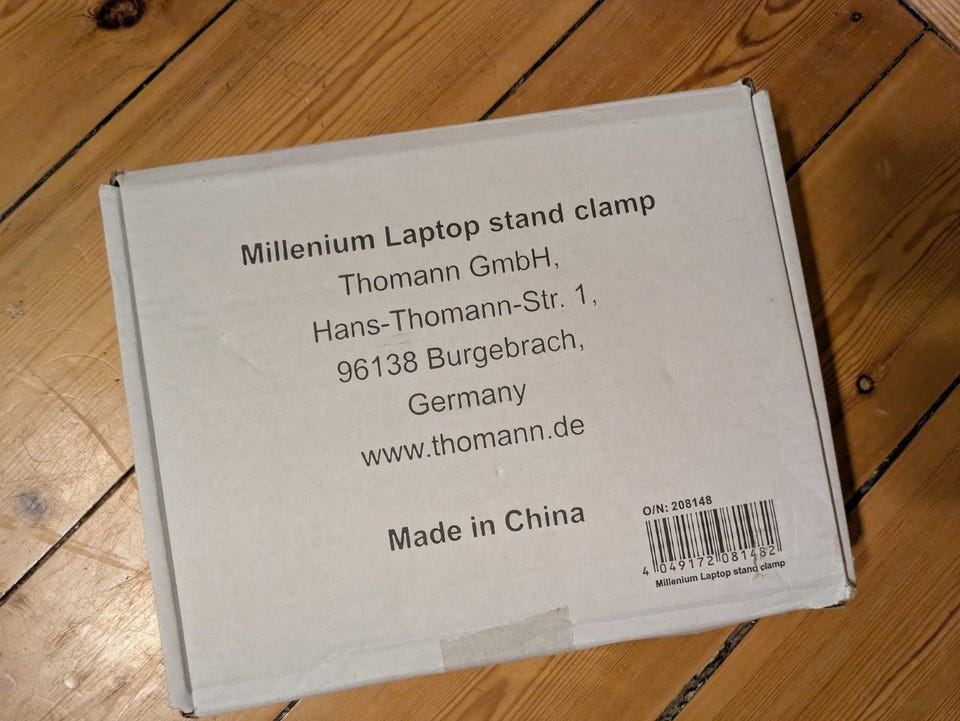 Millenium Laptop stand clamp
Thomann GmbH,
Hans-Thomann-Str. 1,
96138 Burgebrach,
Germany
www.thomann.de
Made in China
O/N: 208148
4 049172 081482
Millenium Laptop stand clamp